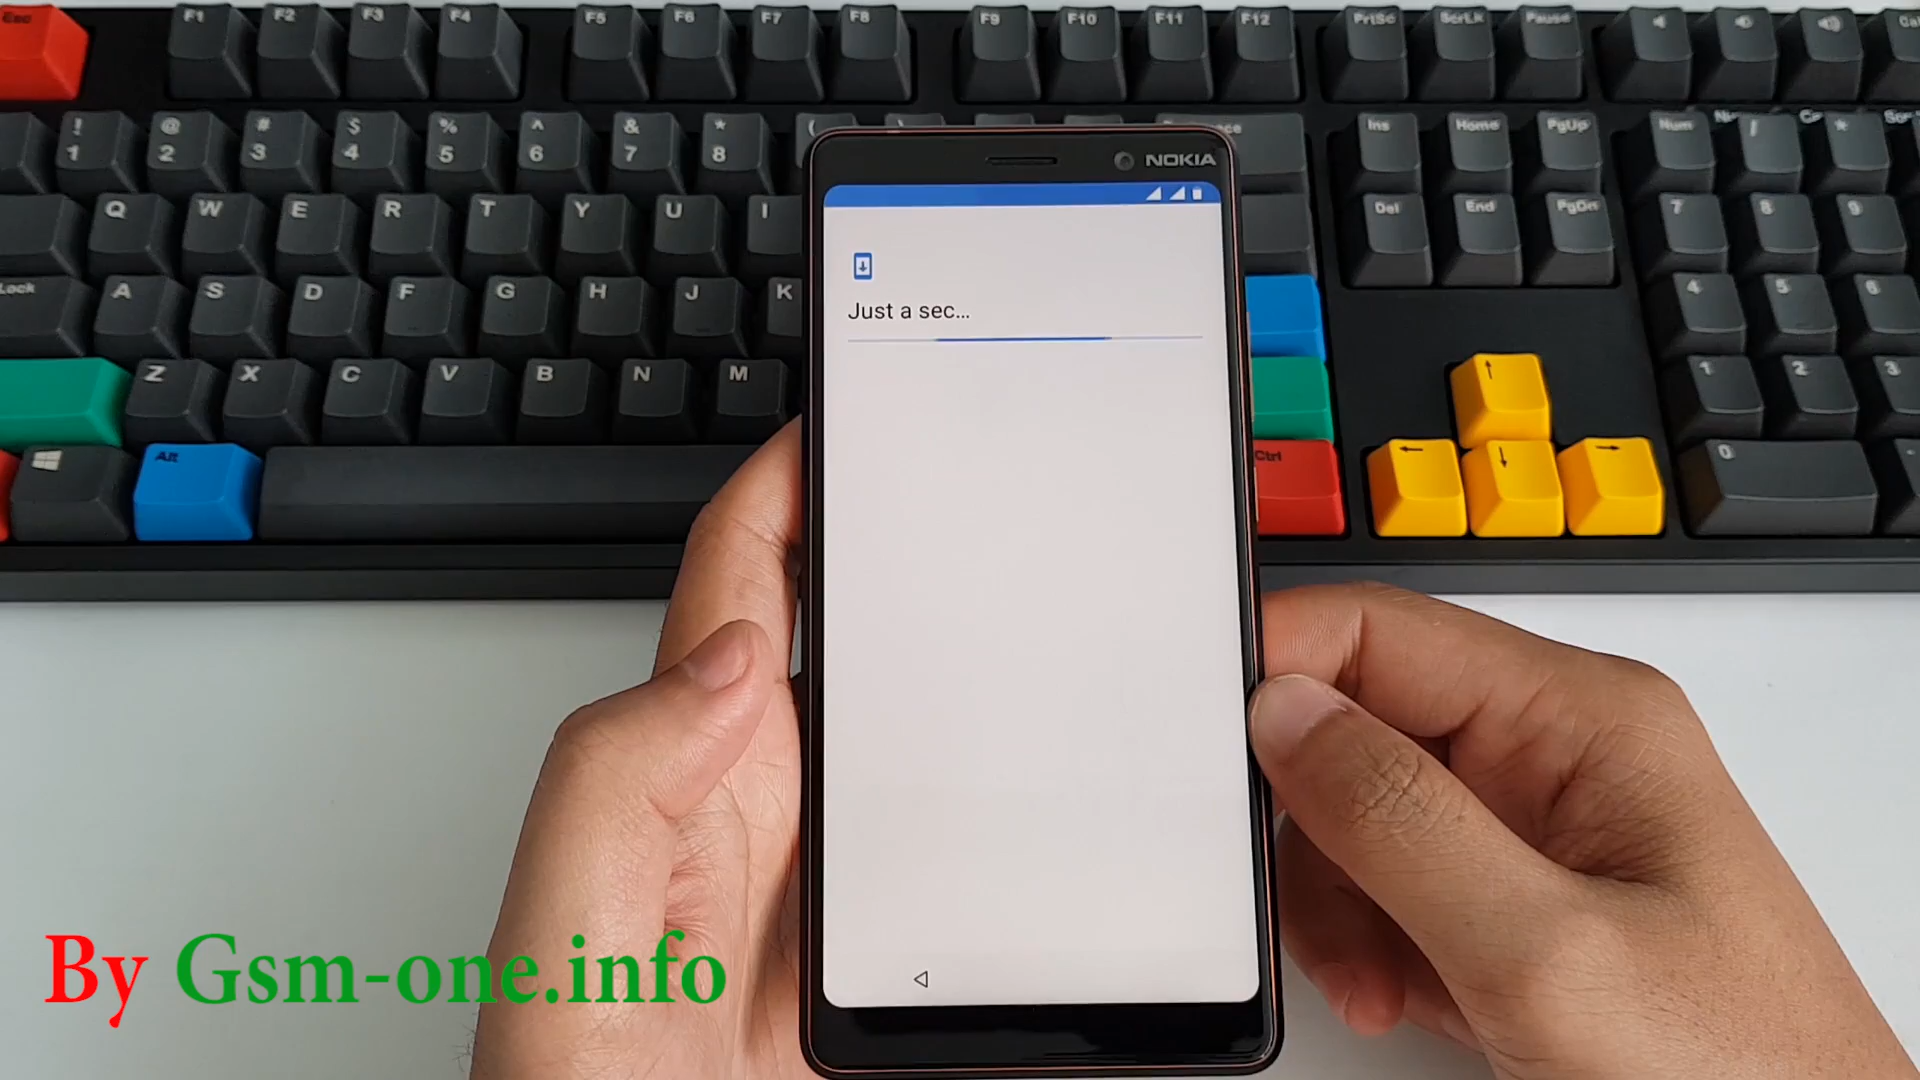 Esc F1 F2 F3 F4 F5 F6 F7 F8 F9 F10 F11 F12 PrtSc ScrLk Pause
! @ # $ % ^ & * (
1 2 3 4 5 6 7 8
Ins Home PgUp Num / *
NOKIA
Q W E R T Y U I
Del End PgDn 7 8 9
Lock A S D F G H J K
4 5 6
Just a sec...
Z X C V B N M
↑ 1 2 3
Alt
Ctrl ← ↓ → 0
By Gsm-one.info